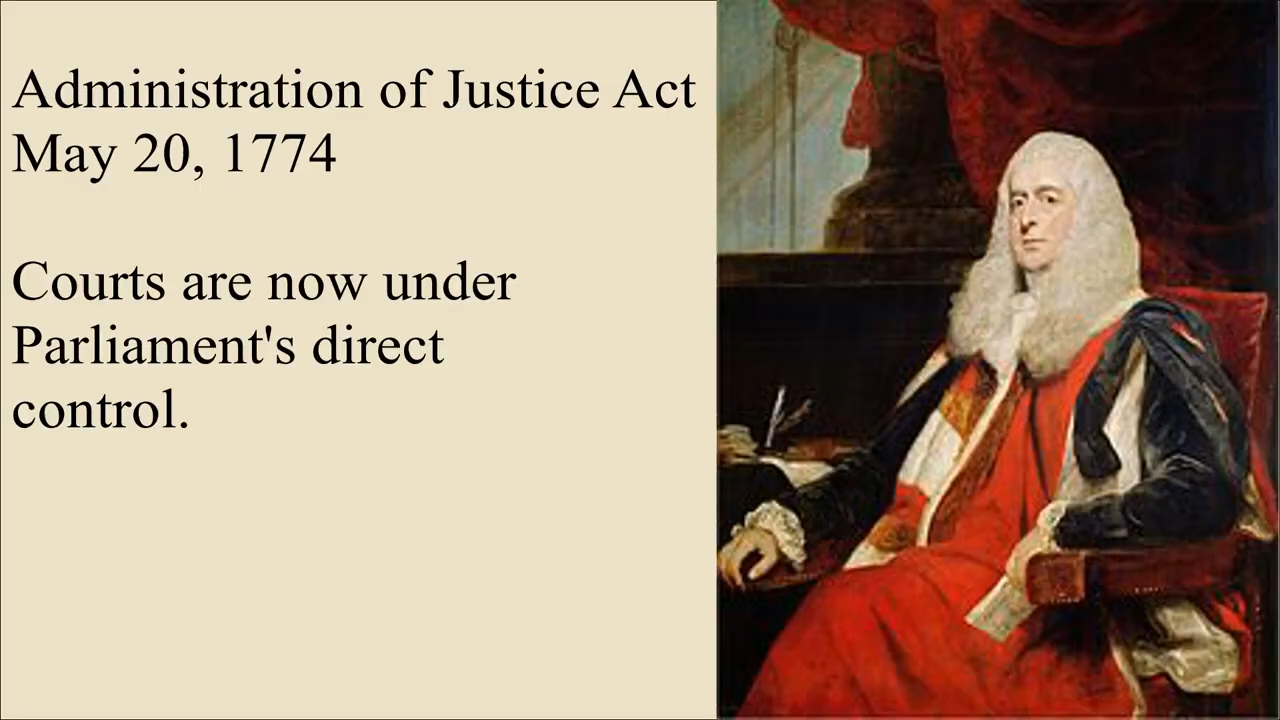 Administration of Justice Act
May 20, 1774
Courts are now under
Parliament's direct
control.